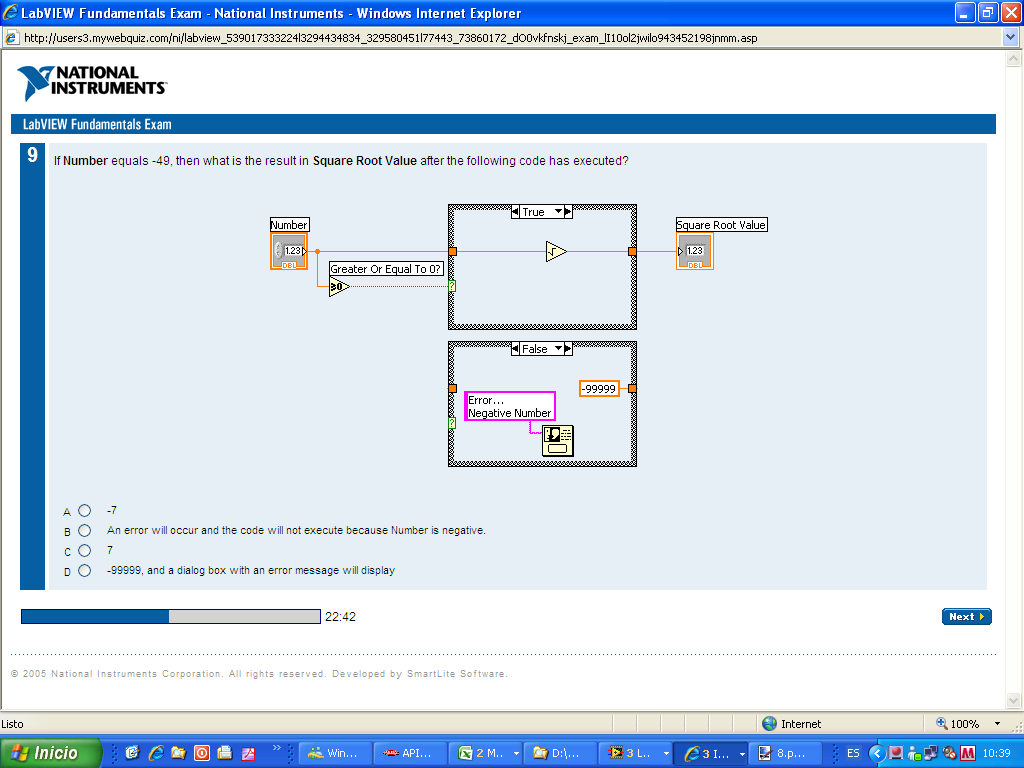 LabVIEW Fundamentals Exam - National Instruments - Windows Internet Explorer
http://users3.mywebquiz.com/ni/labview_539017333224l3294434834_329580451l77443_73860172_dO0vkfnskj_exam_lI10ol2jwilo943452198jnmm.asp
NATIONAL
INSTRUMENTS
LabVIEW Fundamentals Exam
9
If Number equals -49, then what is the result in Square Root Value after the following code has executed?
True
Number
Square Root Value
1.23
1.23
DBL
DBL
Greater Or Equal To 0?
≥0
?
False
-99999
Error...
Negative Number
?
A -7
B An error will occur and the code will not execute because Number is negative.
C 7
D -99999, and a dialog box with an error message will display
22:42
Next
© 2005 National Instruments Corporation. All rights reserved. Developed by SmartLite Software.
Listo Internet 100%
Inicio » Win... API... 2 M... D:\... 3 L... 3 I... 8.p... ES 10:39